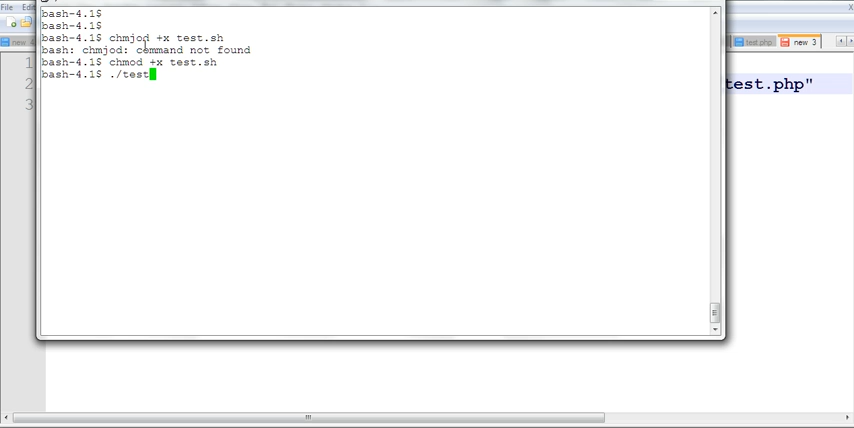 File Edi
X
bash-4.1$
bash-4.1$
bash-4.1$ chmjod +x test.sh
bash: chmjod: command not found
bash-4.1$ chmod +x test.sh
bash-4.1$ ./test
new
test.php
new 3
1
2 test.php"
3